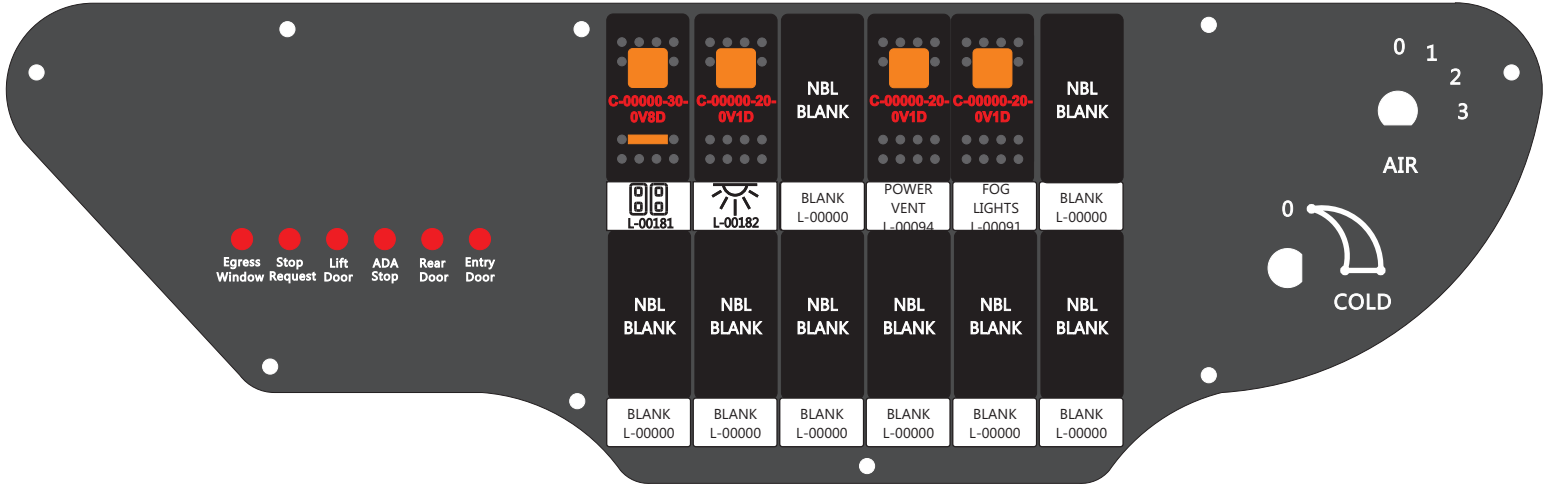 C-00000-30-
0V8D
C-00000-20-
0V1D
NBL
BLANK
C-00000-20-
0V1D
C-00000-20-
0V1D
NBL
BLANK
0
1
2
3
AIR
L-00181
L-00182
BLANK
L-00000
POWER
VENT
L-00094
FOG
LIGHTS
L-00091
BLANK
L-00000
0
COLD
Egress
Window
Stop
Request
Lift
Door
ADA
Stop
Rear
Door
Entry
Door
NBL
BLANK
NBL
BLANK
NBL
BLANK
NBL
BLANK
NBL
BLANK
NBL
BLANK
BLANK
L-00000
BLANK
L-00000
BLANK
L-00000
BLANK
L-00000
BLANK
L-00000
BLANK
L-00000